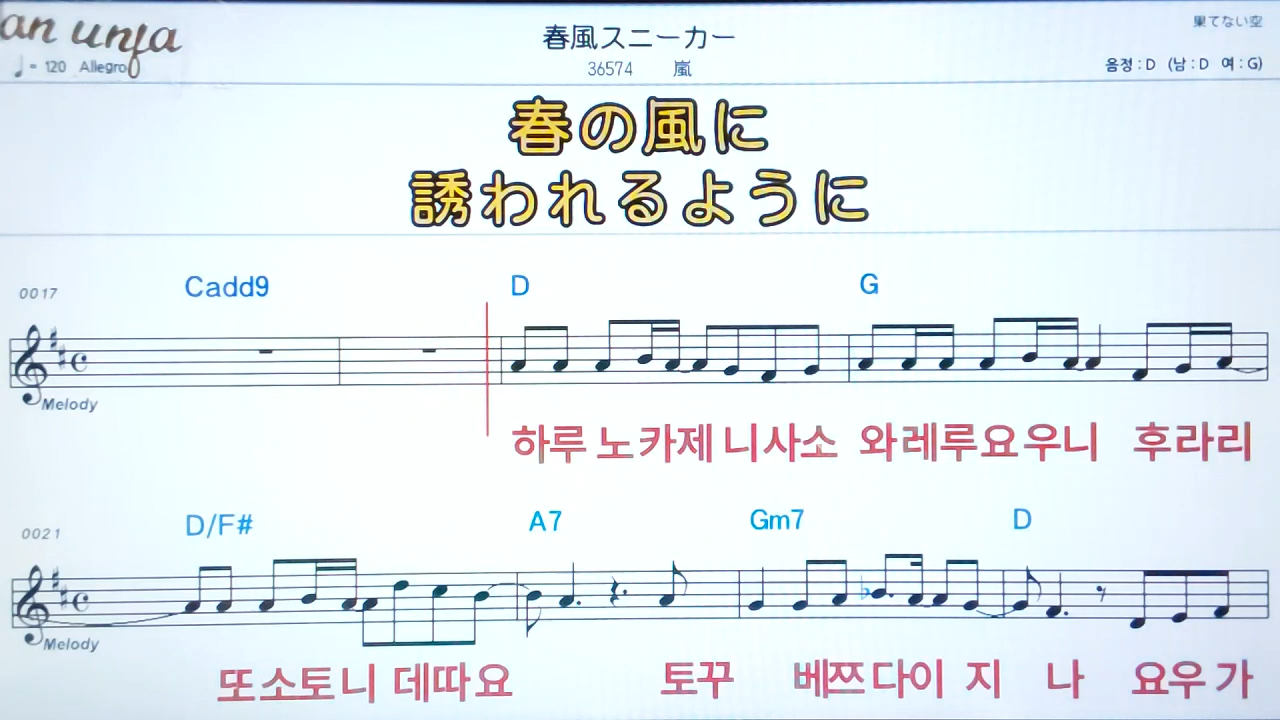 an unja
春風スニーカー
果てない空
♩= 120 Allegro
36574 嵐
음정 : D (남 : D 여 : G)
春の風に
誘われるように
0017 Cadd9 D G
Melody
하루 노카제 니사소 와레루요우니 후라리
0021 D/F# A7 Gm7 D
Melody
또소토니 데따요 토꾸 베쯔다이 지 나 요우가